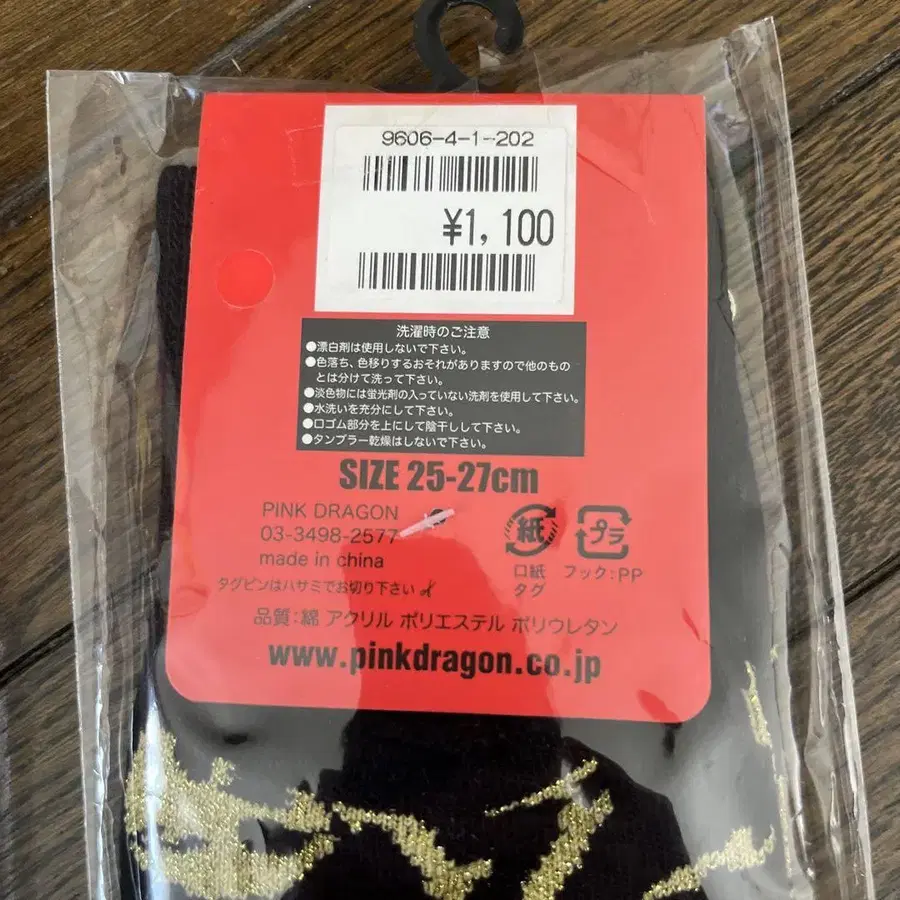 9606-4-1-202
¥1,100
洗濯時のご注意
●漂白剤は使用しないで下さい。
●色落ち、色移りするおそれがありますので他のもの
とは分けて洗って下さい。
●淡色物には蛍光剤の入っていない洗剤を使用して下さい。
●水洗いを充分にして下さい。
●口ゴム部分を上にして陰干しして下さい。
●タンブラー乾燥はしないで下さい。
SIZE 25-27cm
PINK DRAGON
03-3498-2577
made in china
タグピンはハサミでお切り下さい
紙
口紙
タグ
プラ
フック:PP
品質:綿 アクリル ポリエステル ポリウレタン
www.pinkdragon.co.jp